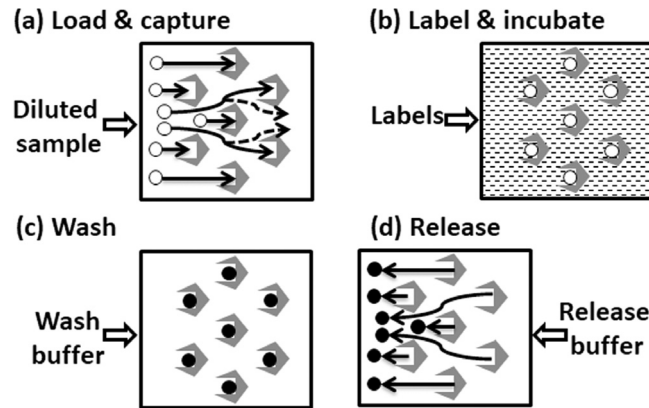 (a) Load & capture
(b) Label & incubate
Diluted
sample
Labels
(c) Wash
(d) Release
Wash
buffer
Release
buffer